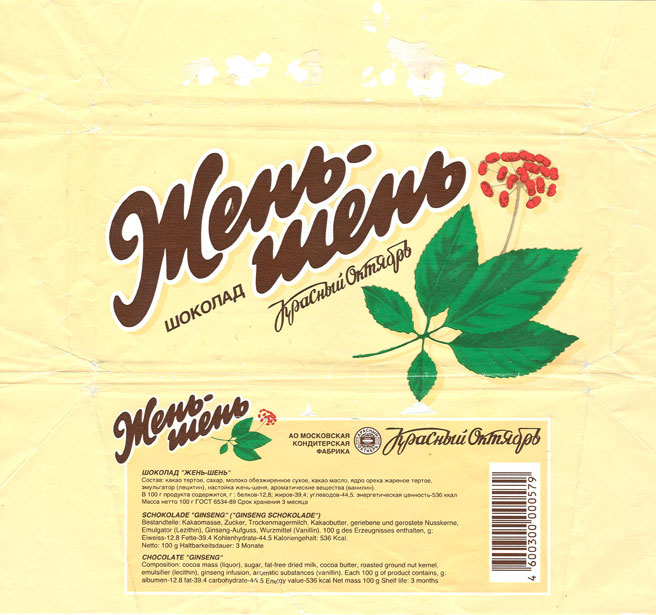 Жень-
шень
ШОКОЛАД
Красный Октябрь
Жень-
шень
АО МОСКОВСКАЯ
КОНДИТЕРСКАЯ
ФАБРИКА
КРАСНЫЙ
ОКТЯБРЬ
Красный Октябрь
ШОКОЛАД "ЖЕНЬ-ШЕНЬ"
Состав: какао тертое, сахар, молоко обезжиренное сухое, какао масло, ядро ореха жареное тертое,
эмульгатор (лецитин), настойка жень-шеня, ароматические вещества (ванилин).
В 100 г продукта содержится, г : белков-12,8; жиров-39,4; углеводов-44,5. энергетическая ценность-536 ккал
Масса нетто 100 г ГОСТ 6534-89 Срок хранения 3 месяца
SCHOKOLADE "GINSENG" ("GINSENG SCHOKOLADE")
Bestandteile: Kakaomasse, Zucker, Trockenmagermilch, Kakaobutter, geriebene und gerostete Nusskerne,
Emulgator (Lezithin), Ginseng-Aufguss, Wurzmittel (Vanillin). 100 g des Erzeugnisses enthalten, g:
Eiweiss-12.8 Fette-39.4 Kohlenhydrate-44.5 Kaloriengehalt: 536 Kcal.
Netto: 100 g Haltbarkeitsdauer: 3 Monate
CHOCOLATE "GINSENG"
Composition: cocoa mass (liquor), sugar, fat-free dried milk, cocoa butter, roasted ground nut kernel,
emulsifier (lecithin), ginseng infusion, aromatic substances (vanillin). Each 100 g of product contains, g:
albumen-12.8 fat-39.4 carbohydrate-44.5 Energy value-536 kcal Net mass 100 g Shelf life: 3 months
4 600300 000579